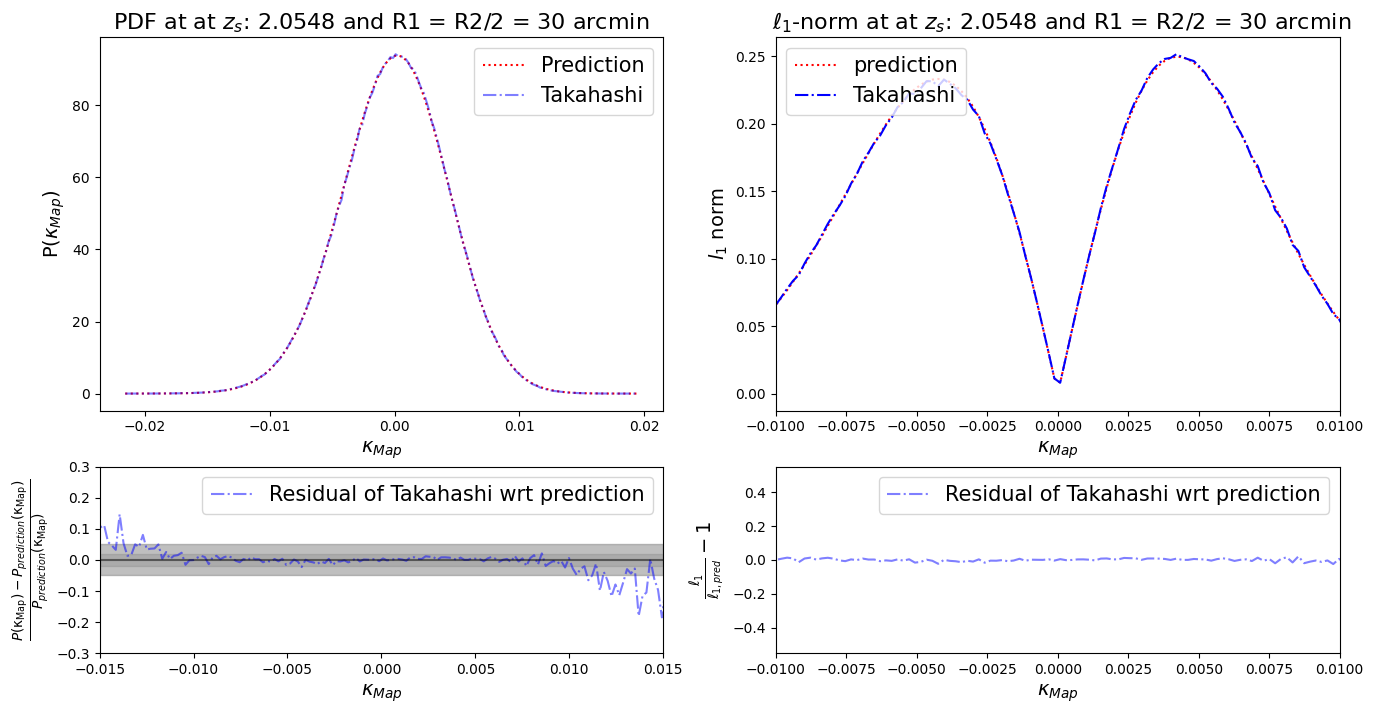 PDF at at $z_s$: 2.0548 and R1 = R2/2 = 30 arcmin
Prediction
Takahashi
P($\kappa_{Map}$)
80
60
40
20
0
−0.02 −0.01 0.00 0.01 0.02
$\kappa_{Map}$
$\ell_1$-norm at at $z_s$: 2.0548 and R1 = R2/2 = 30 arcmin
prediction
Takahashi
$l_1$ norm
0.25
0.20
0.15
0.10
0.05
0.00
−0.0100 −0.0075 −0.0050 −0.0025 0.0000 0.0025 0.0050 0.0075 0.0100
$\kappa_{Map}$
Residual of Takahashi wrt prediction
$\frac{P(\kappa_{Map}) - P_{prediction}(\kappa_{Map})}{P_{prediction}(\kappa_{Map})}$
0.3
0.2
0.1
0.0
−0.1
−0.2
−0.3
−0.015 −0.010 −0.005 0.000 0.005 0.010 0.015
$\kappa_{Map}$
Residual of Takahashi wrt prediction
$\frac{\ell_1}{\ell_{1,pred}} - 1$
0.4
0.2
0.0
−0.2
−0.4
−0.0100 −0.0075 −0.0050 −0.0025 0.0000 0.0025 0.0050 0.0075 0.0100
$\kappa_{Map}$